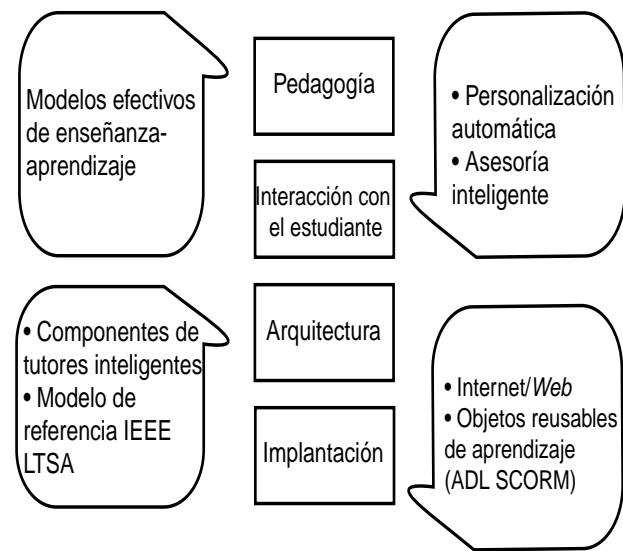 Modelos efectivos
de enseñanza-
aprendizaje
Pedagogía
• Personalización
automática
• Asesoría
inteligente
Interacción con
el estudiante
• Componentes de
tutores inteligentes
• Modelo de
referencia IEEE
LTSA
Arquitectura
Implantación
• Internet/Web
• Objetos reusables
de aprendizaje
(ADL SCORM)